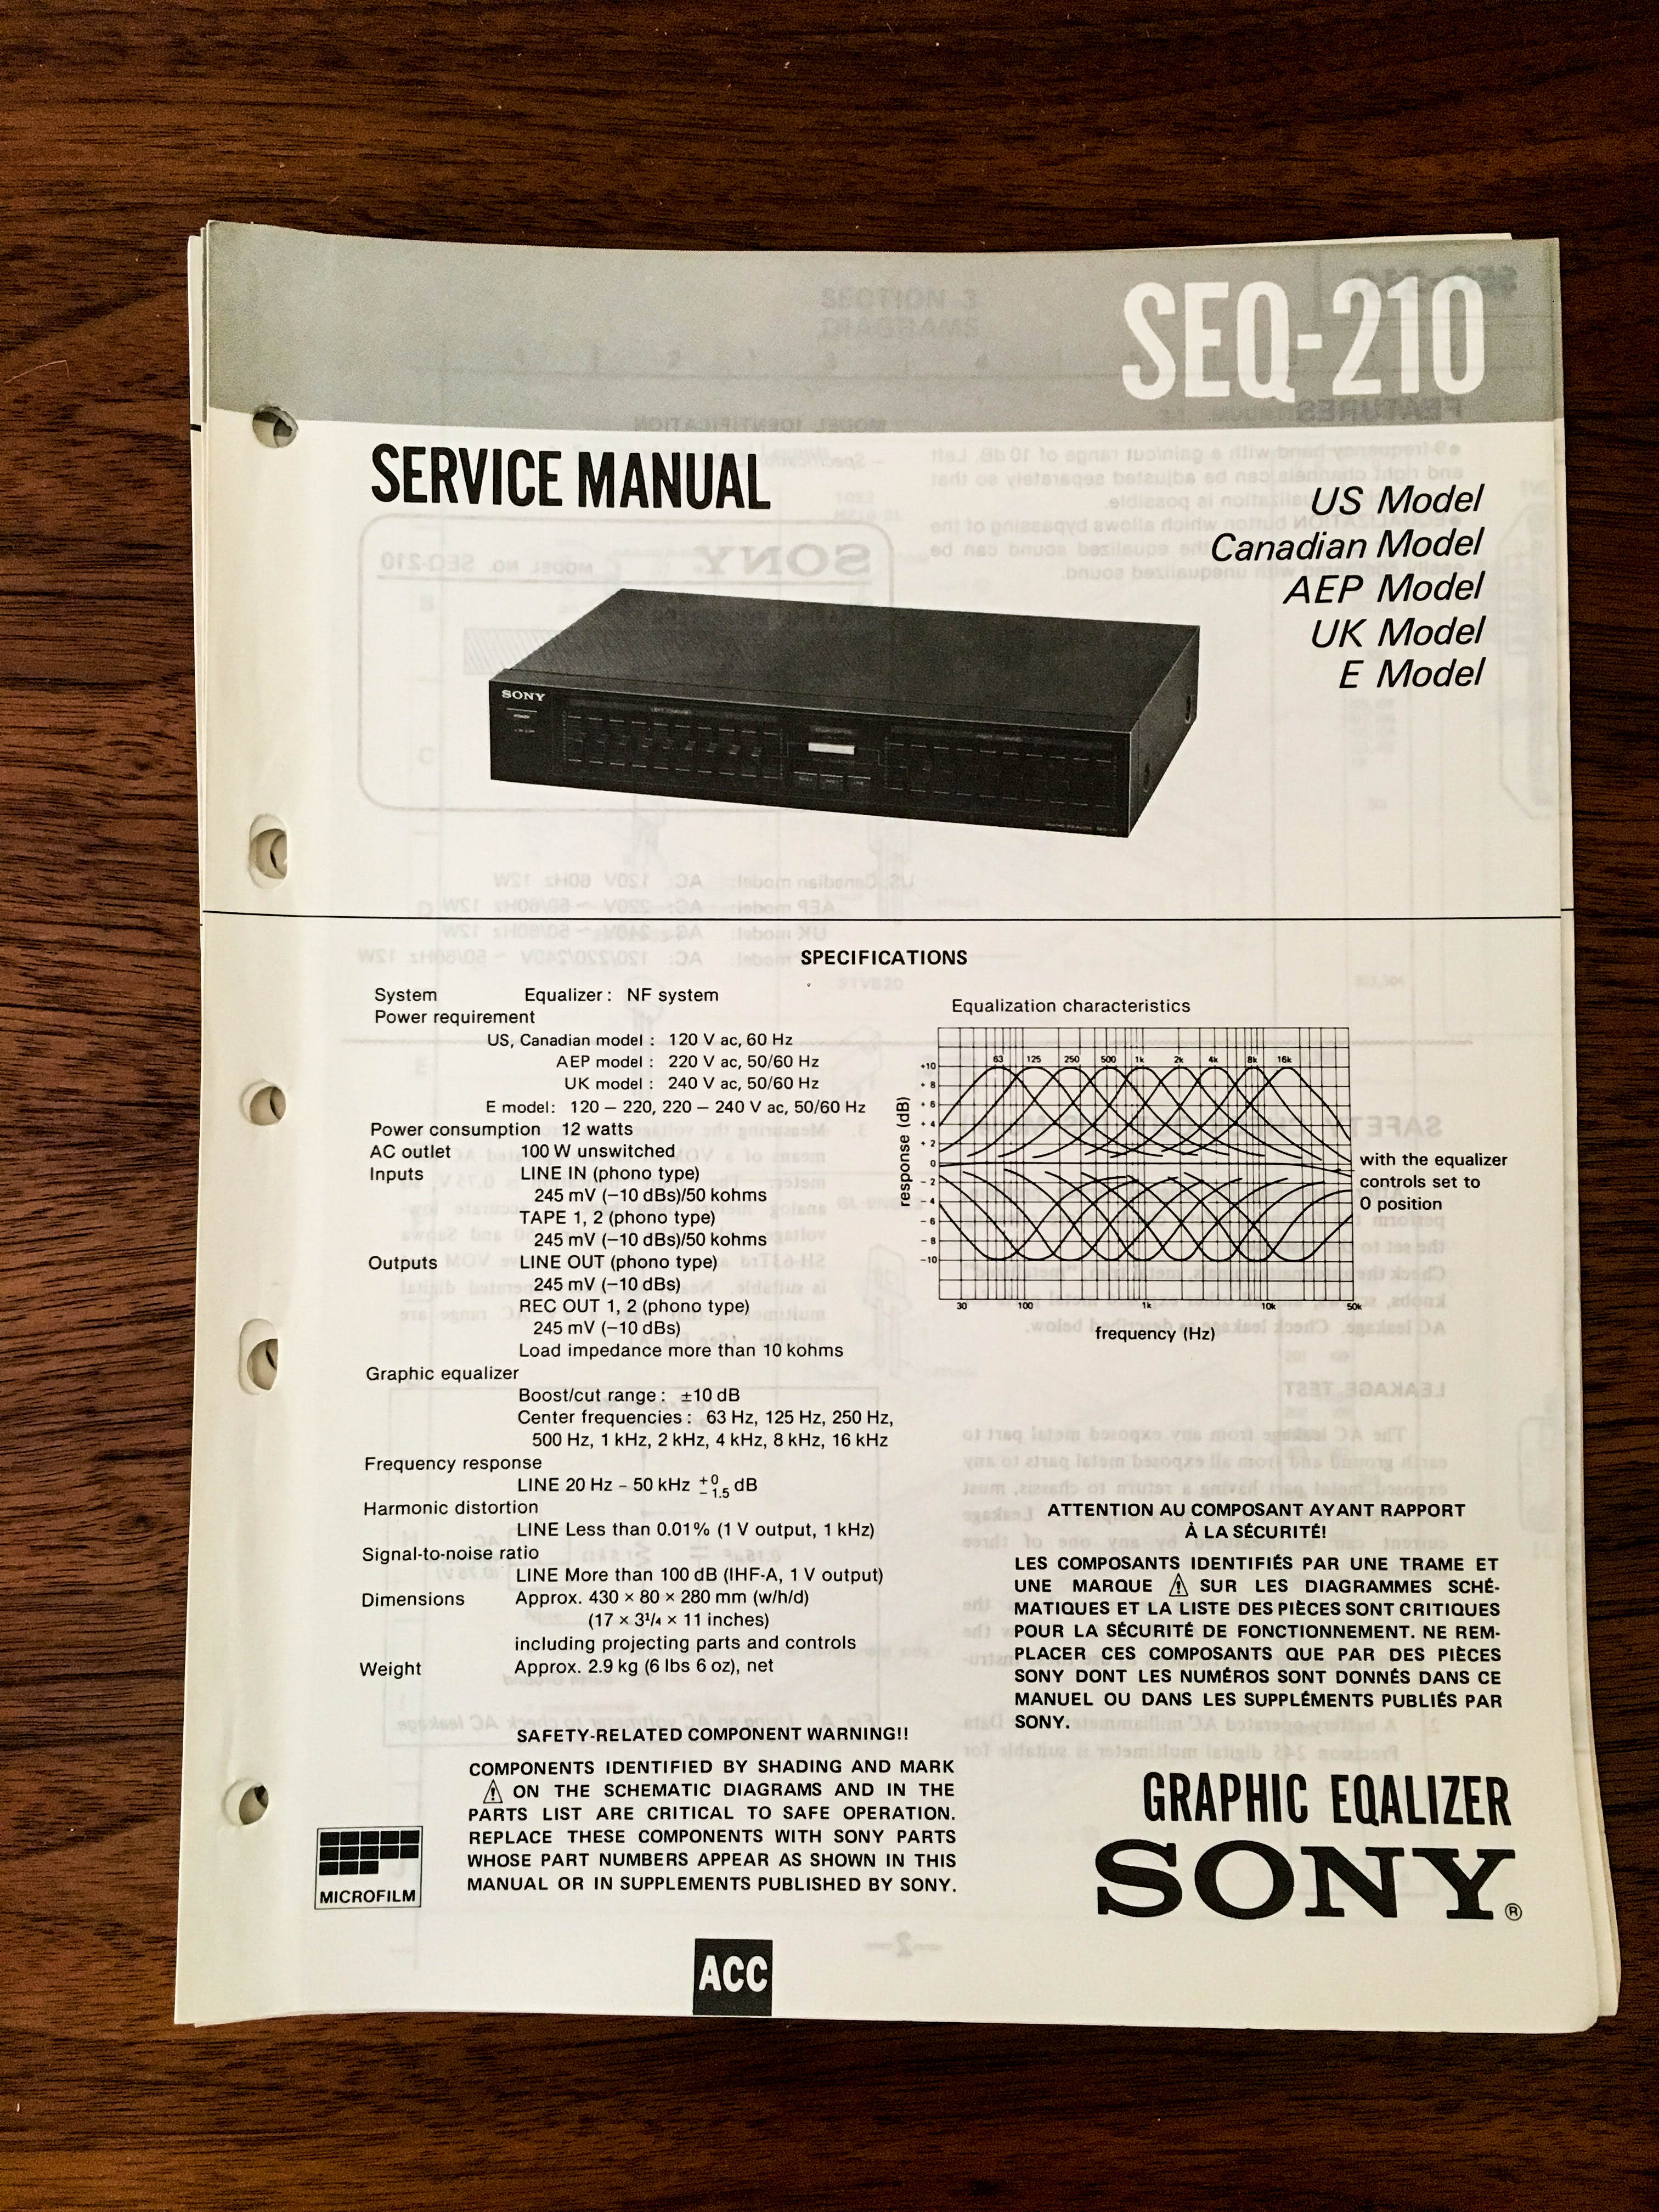 SEQ-210
SERVICE MANUAL
US Model
Canadian Model
AEP Model
UK Model
E Model
SONY
SPECIFICATIONS
System Equalizer : NF system
Power requirement
US, Canadian model : 120 V ac, 60 Hz
AEP model : 220 V ac, 50/60 Hz
UK model : 240 V ac, 50/60 Hz
E model: 120 – 220, 220 – 240 V ac, 50/60 Hz
Power consumption 12 watts
AC outlet 100 W unswitched
Inputs LINE IN (phono type)
245 mV (−10 dBs)/50 kohms
TAPE 1, 2 (phono type)
245 mV (−10 dBs)/50 kohms
Outputs LINE OUT (phono type)
245 mV (−10 dBs)
REC OUT 1, 2 (phono type)
245 mV (−10 dBs)
Load impedance more than 10 kohms
Graphic equalizer
Boost/cut range : ±10 dB
Center frequencies : 63 Hz, 125 Hz, 250 Hz,
500 Hz, 1 kHz, 2 kHz, 4 kHz, 8 kHz, 16 kHz
Frequency response
LINE 20 Hz – 50 kHz +0 −1.5 dB
Harmonic distortion
LINE Less than 0.01% (1 V output, 1 kHz)
Signal-to-noise ratio
LINE More than 100 dB (IHF-A, 1 V output)
Dimensions Approx. 430 × 80 × 280 mm (w/h/d)
(17 × 3 1/4 × 11 inches)
including projecting parts and controls
Weight Approx. 2.9 kg (6 lbs 6 oz), net
Equalization characteristics
63 125 250 500 1k 2k 4k 8k 16k
+10
+8
+6
+4
+2
0
−2
−4
−6
−8
−10
response (dB)
30 100 1k 10k 50k
frequency (Hz)
with the equalizer
controls set to
0 position
SAFETY-RELATED COMPONENT WARNING!!
COMPONENTS IDENTIFIED BY SHADING AND MARK
⚠ ON THE SCHEMATIC DIAGRAMS AND IN THE
PARTS LIST ARE CRITICAL TO SAFE OPERATION.
REPLACE THESE COMPONENTS WITH SONY PARTS
WHOSE PART NUMBERS APPEAR AS SHOWN IN THIS
MANUAL OR IN SUPPLEMENTS PUBLISHED BY SONY.
ATTENTION AU COMPOSANT AYANT RAPPORT
À LA SÉCURITÉ!
LES COMPOSANTS IDENTIFIÉS PAR UNE TRAME ET
UNE MARQUE ⚠ SUR LES DIAGRAMMES SCHÉ-
MATIQUES ET LA LISTE DES PIÈCES SONT CRITIQUES
POUR LA SÉCURITÉ DE FONCTIONNEMENT. NE REM-
PLACER CES COMPOSANTS QUE PAR DES PIÈCES
SONY DONT LES NUMÉROS SONT DONNÉS DANS CE
MANUEL OU DANS LES SUPPLÉMENTS PUBLIÉS PAR
SONY.
MICROFILM
GRAPHIC EQALIZER
SONY®
ACC